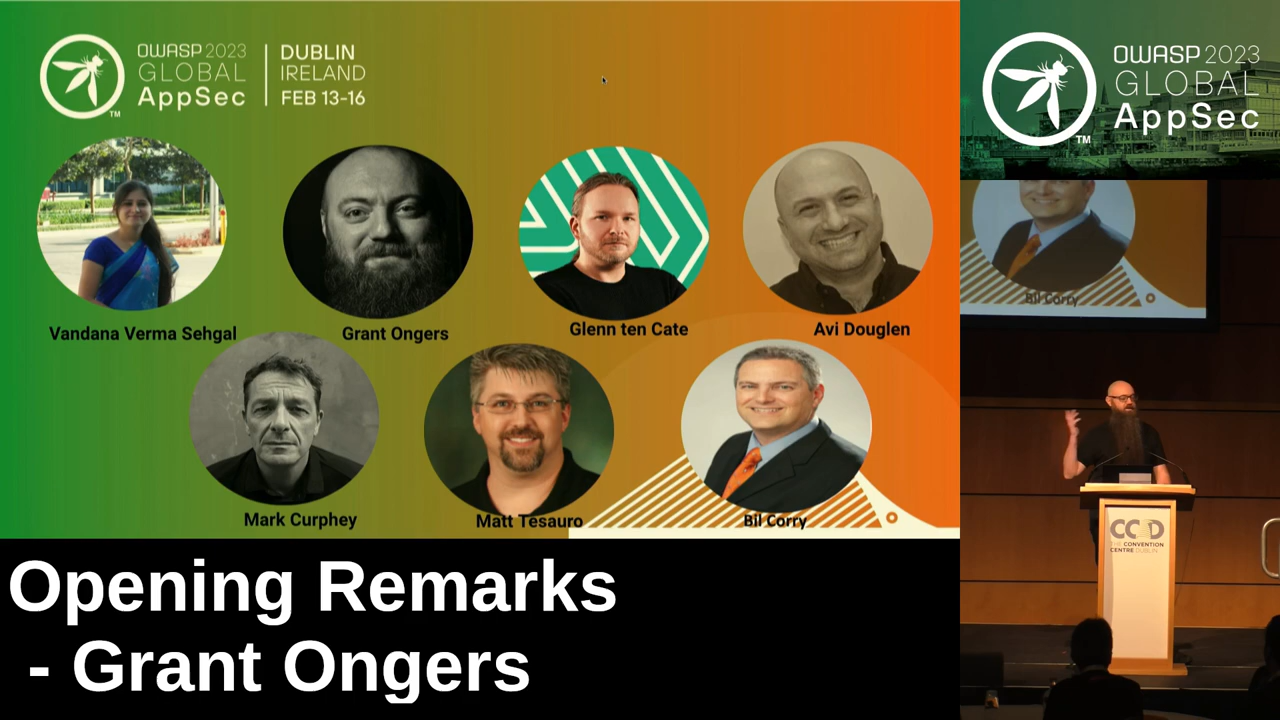 OWASP 2023
GLOBAL
AppSec
TM
DUBLIN
IRELAND
FEB 13-16
Vandana Verma Sehgal
Grant Ongers
Glenn ten Cate
Avi Douglen
Mark Curphey
Matt Tesauro
Bil Corry
Opening Remarks
- Grant Ongers
OWASP 2023
GLOBAL
AppSec
TM
Bil Corry
THE CONVENTION
CENTRE DUBLIN